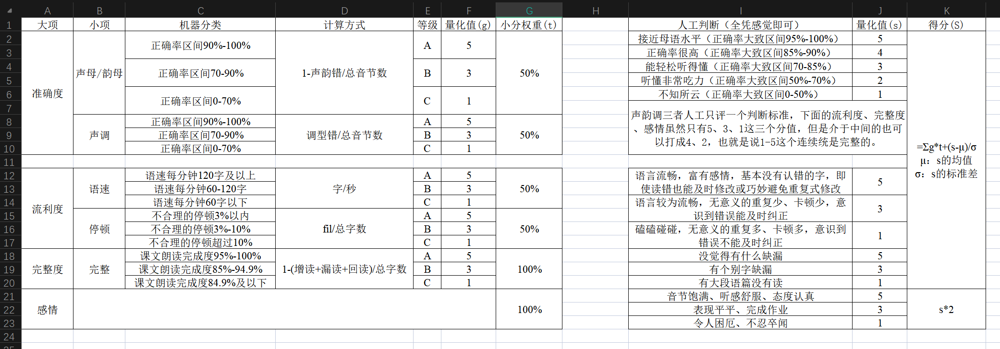 A B C D E F G H I J K
1 大项 小项 机器分类 计算方式 等级 量化值(g) 小分权重(t) 人工判断（全凭感觉即可） 量化值(s) 得分(S)
2 接近母语水平（正确率大致区间95%-100%） 5
正确率区间90%-100% A 5
3 正确率很高（正确率大致区间85%-90%） 4
4 能轻松听得懂（正确率大致区间70-85%） 3
声母/韵母 正确率区间70-90% 1-声韵错/总音节数 B 3 50%
5 听懂非常吃力（正确率大致区间50%-70%） 2
准确度
6 不知所云（正确率大致区间0-50%） 1
正确率区间0-70% C 1
7
声韵调三者人工只评一个判断标准，下面的流利度、完整度
8 正确率区间90%-100% A 5
、感情虽然只有5、3、1这三个分值，但是介于中间的也可
9 声调 正确率区间70-90% 调型错/总音节数 B 3 50%
以打成4、2，也就是说1-5这个连续统是完整的。
10 正确率区间0-70% C 1
=Σg*t+(s-μ)/σ
11
μ：s的均值
σ：s的标准差
12 语速每分钟120字及以上 A 5
语言流畅，富有感情，基本没有认错的字，即
使读错也能及时修改或巧妙避免重复式修改 5
13 语速 语速每分钟60-120字 字/秒 B 3 50%
14 语速每分钟60字以下 C 1
语言较为流畅，无意义的重复少、卡顿少，意
识到错误能及时纠正 3
流利度
15 不合理的停顿3%以内 A 5
16 停顿 不合理的停顿3%-10% fil/总字数 B 3 50%
磕磕碰碰，无意义的重复多、卡顿多，意识到
错误不能及时纠正 1
17 不合理的停顿超过10% C 1
18 课文朗读完成度95%-100% A 5 没觉得有什么缺漏 5
19 完整度 完整 课文朗读完成度85%-94.9% 1-(增读+漏读+回读)/总字数 B 3 100% 有个别字缺漏 3
20 课文朗读完成度84.9%及以下 C 1 有大段语篇没有读 1
21 音节饱满、听感舒服、态度认真 5
22 感情 100% 表现平平、完成作业 3 s*2
23 令人困厄、不忍卒闻 1
24